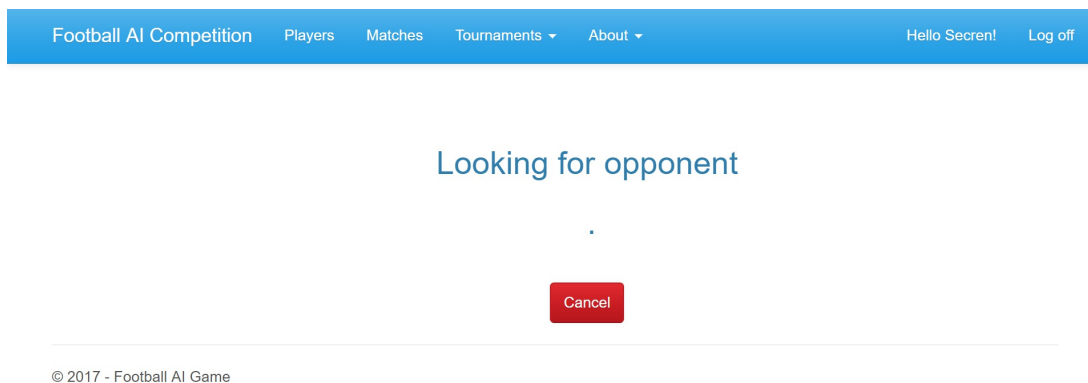 Football AI Competition Players Matches Tournaments About Hello Secren! Log off
Looking for opponent
.
Cancel
© 2017 - Football AI Game